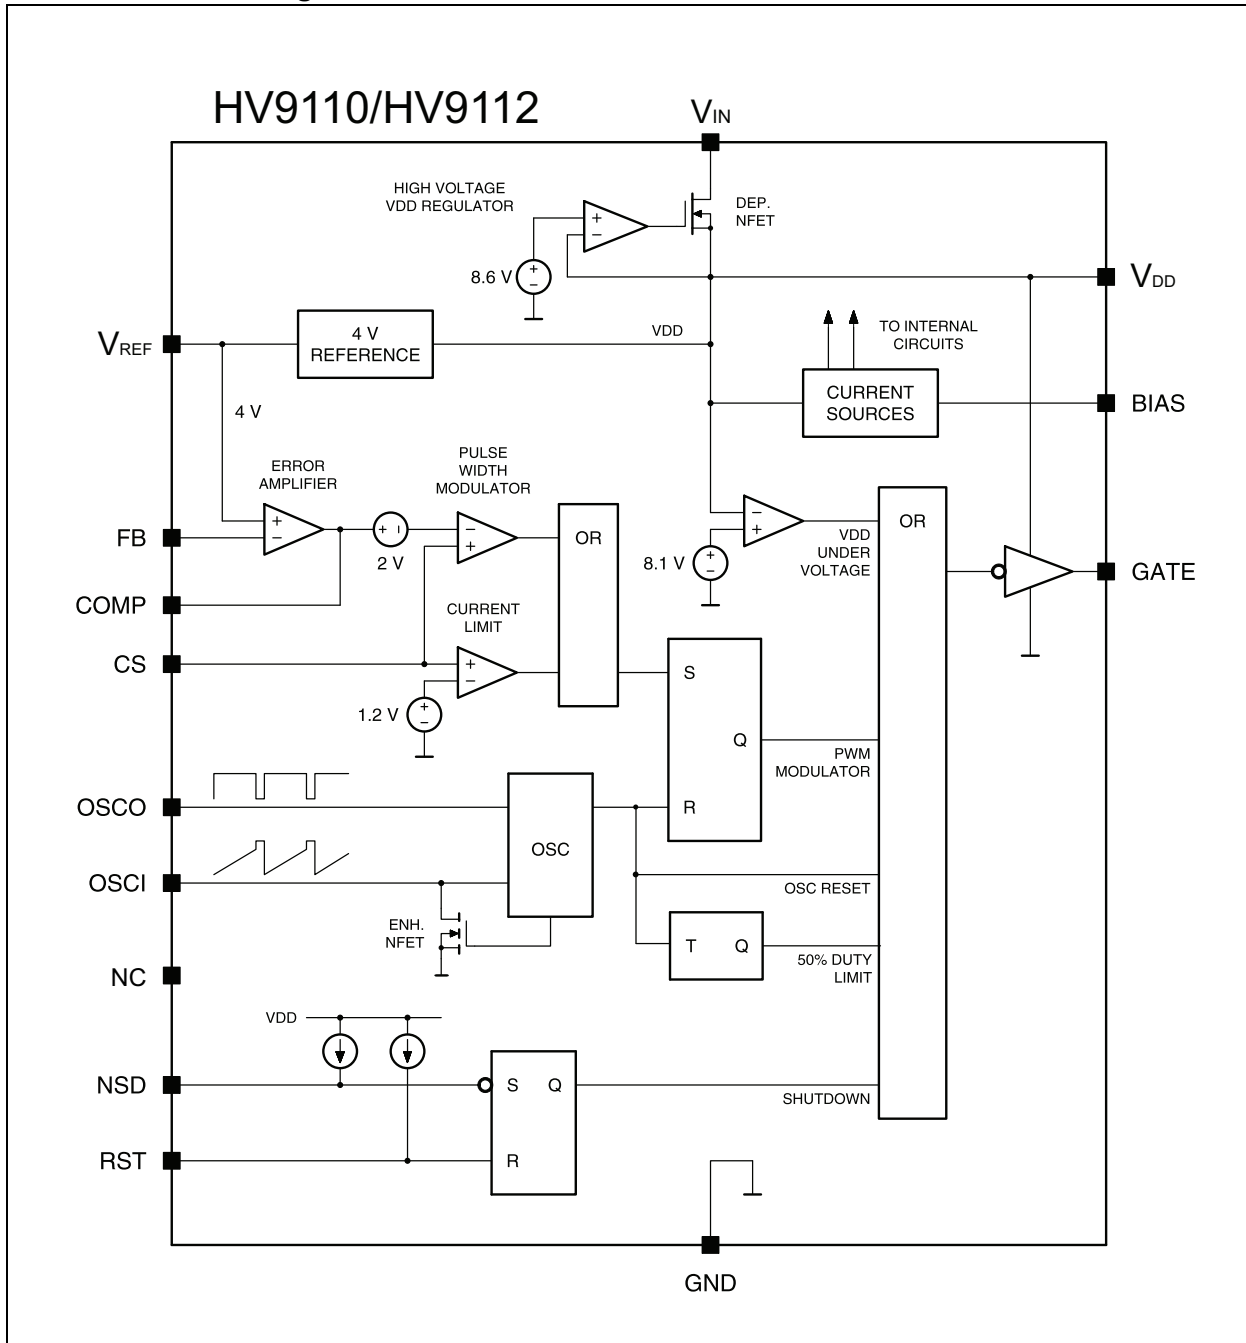 HV9110/HV9112
VIN
HIGH VOLTAGE
VDD REGULATOR
+
−
DEP.
NFET
8.6 V
+
−
VDD
VREF
4 V
REFERENCE
VDD
TO INTERNAL
CIRCUITS
CURRENT
SOURCES
BIAS
4 V
ERROR
AMPLIFIER
PULSE
WIDTH
MODULATOR
FB
+
−
+ −
2 V
−
+
OR
−
+
8.1 V
+
−
VDD
UNDER
VOLTAGE
OR
GATE
COMP
CURRENT
LIMIT
CS
+
−
1.2 V
+
−
S
Q
R
PWM
MODULATOR
OSCO
OSC
OSCI
OSC RESET
ENH.
NFET
T Q
50% DUTY
LIMIT
NC
VDD
NSD
S Q
SHUTDOWN
RST
R
GND